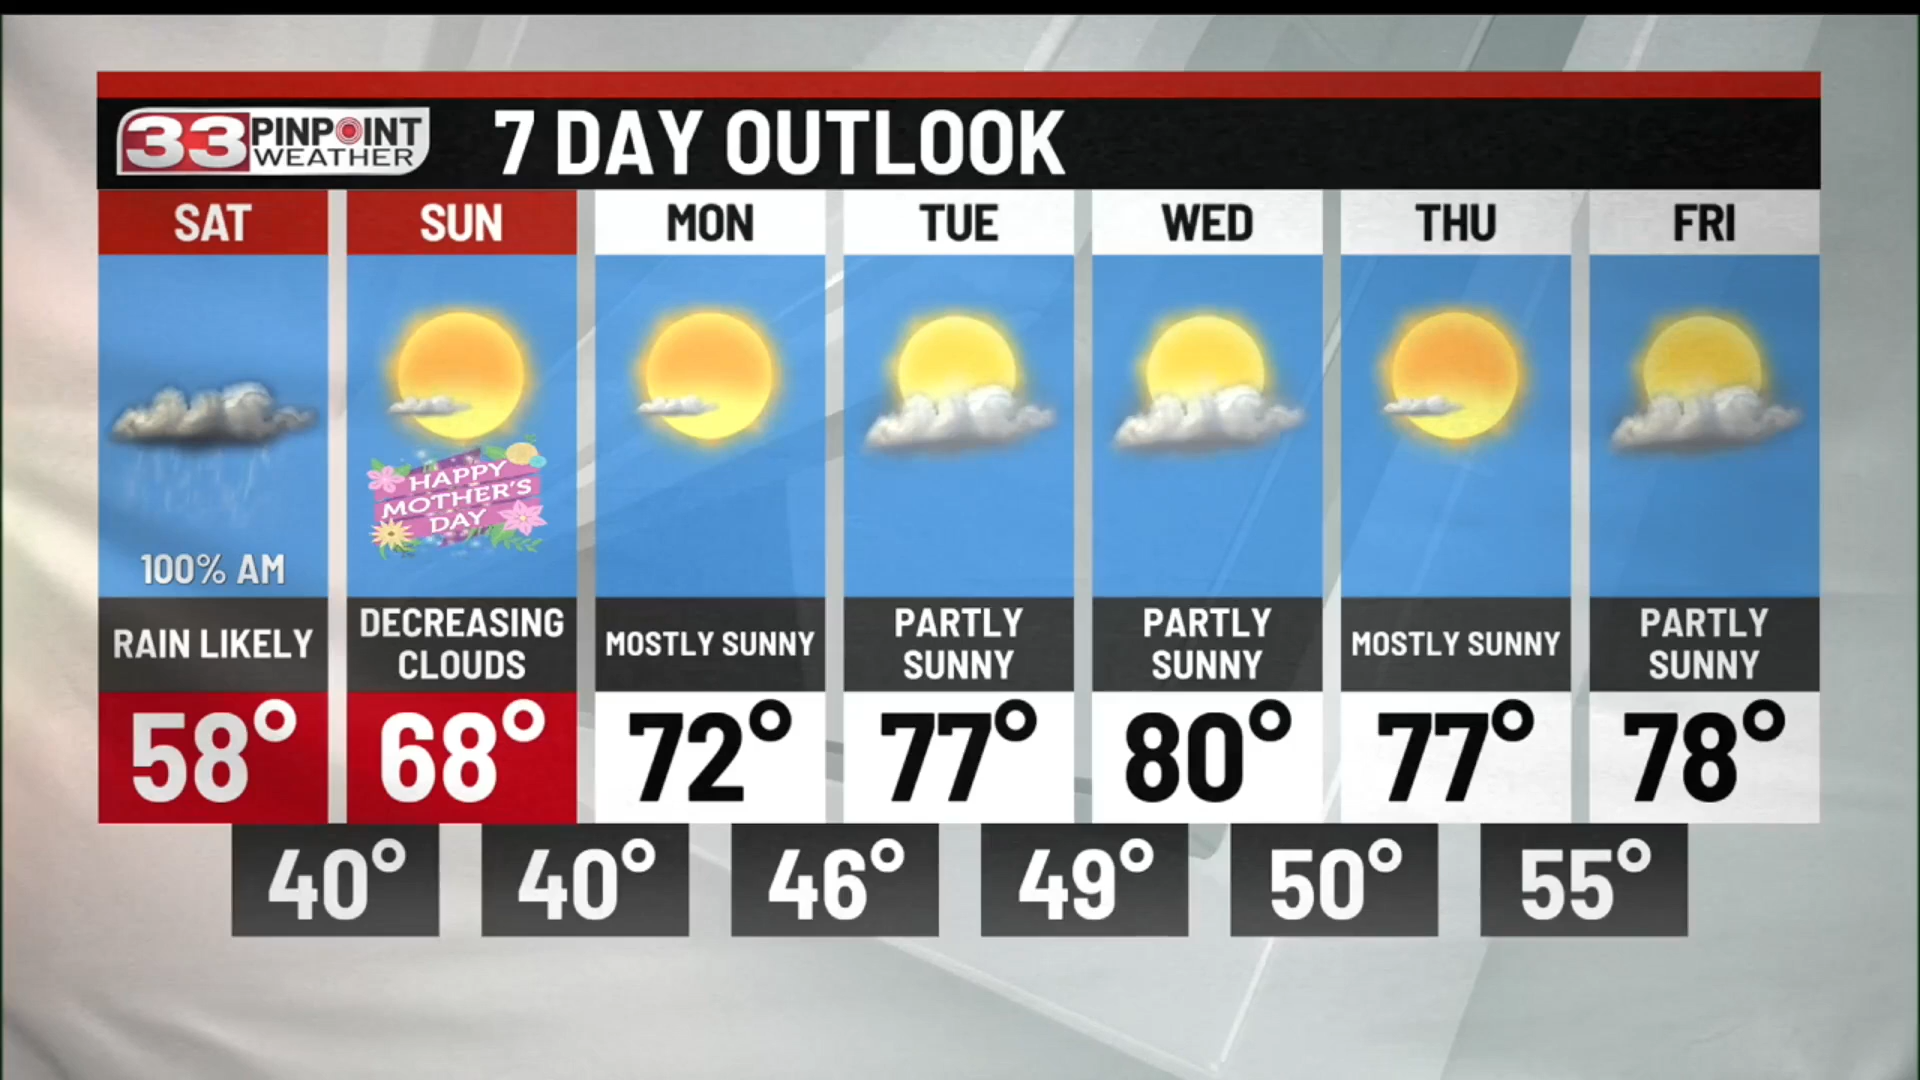 33 PINPOINT
WEATHER
7 DAY OUTLOOK
SAT SUN MON TUE WED THU FRI
HAPPY
MOTHER'S
DAY
100% AM
RAIN LIKELY
DECREASING
CLOUDS
MOSTLY SUNNY
PARTLY
SUNNY
PARTLY
SUNNY
MOSTLY SUNNY
PARTLY
SUNNY
58° 68° 72° 77° 80° 77° 78°
40° 40° 46° 49° 50° 55°